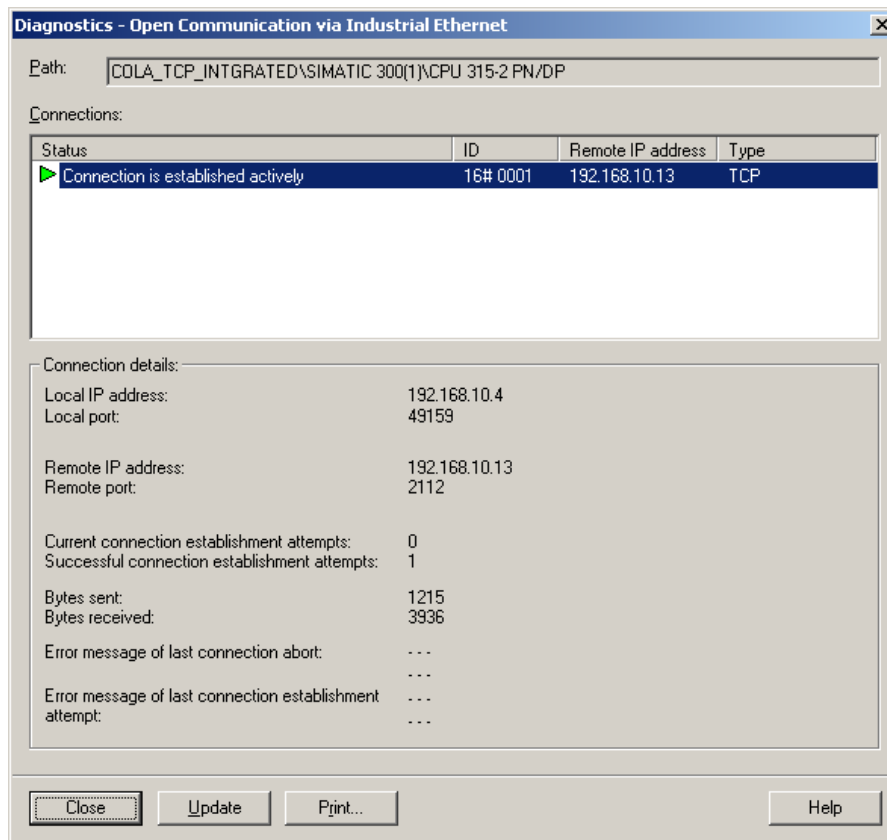 Diagnostics - Open Communication via Industrial Ethernet
Path: COLA_TCP_INTGRATED\SIMATIC 300(1)\CPU 315-2 PN/DP
Connections:
Status ID Remote IP address Type
Connection is established actively 16# 0001 192.168.10.13 TCP
Connection details:
Local IP address: 192.168.10.4
Local port: 49159
Remote IP address: 192.168.10.13
Remote port: 2112
Current connection establishment attempts: 0
Successful connection establishment attempts: 1
Bytes sent: 1215
Bytes received: 3936
Error message of last connection abort: - - -
- - -
Error message of last connection establishment - - -
attempt: - - -
Close Update Print... Help